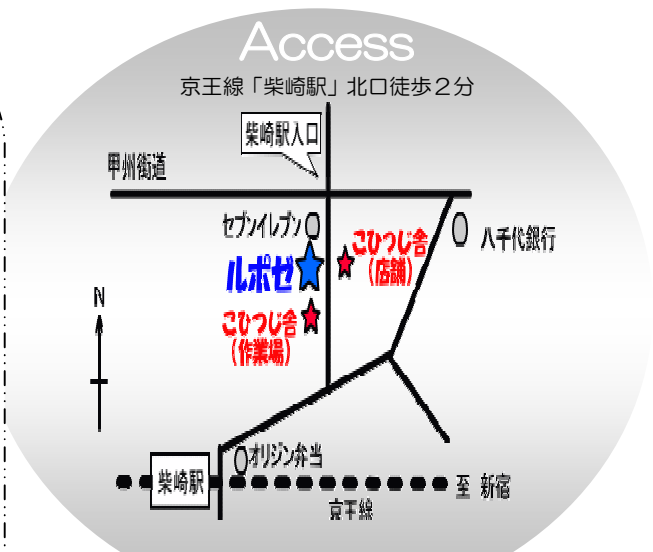 Access
京王線「柴崎駅」北口徒歩２分
柴崎駅入口
甲州街道
セブンイレブン
ルポゼ
こひつじ舎
（店舗）
八千代銀行
N
こひつじ舎
（作業場）
オリジン弁当
柴崎駅
至 新宿
京王線